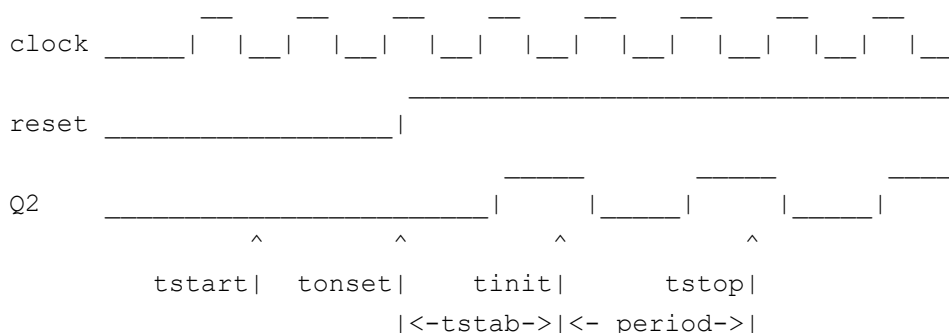 clock
reset
Q2
tstart| tonset| tinit| tstop|
|<-tstab->|<- period->|